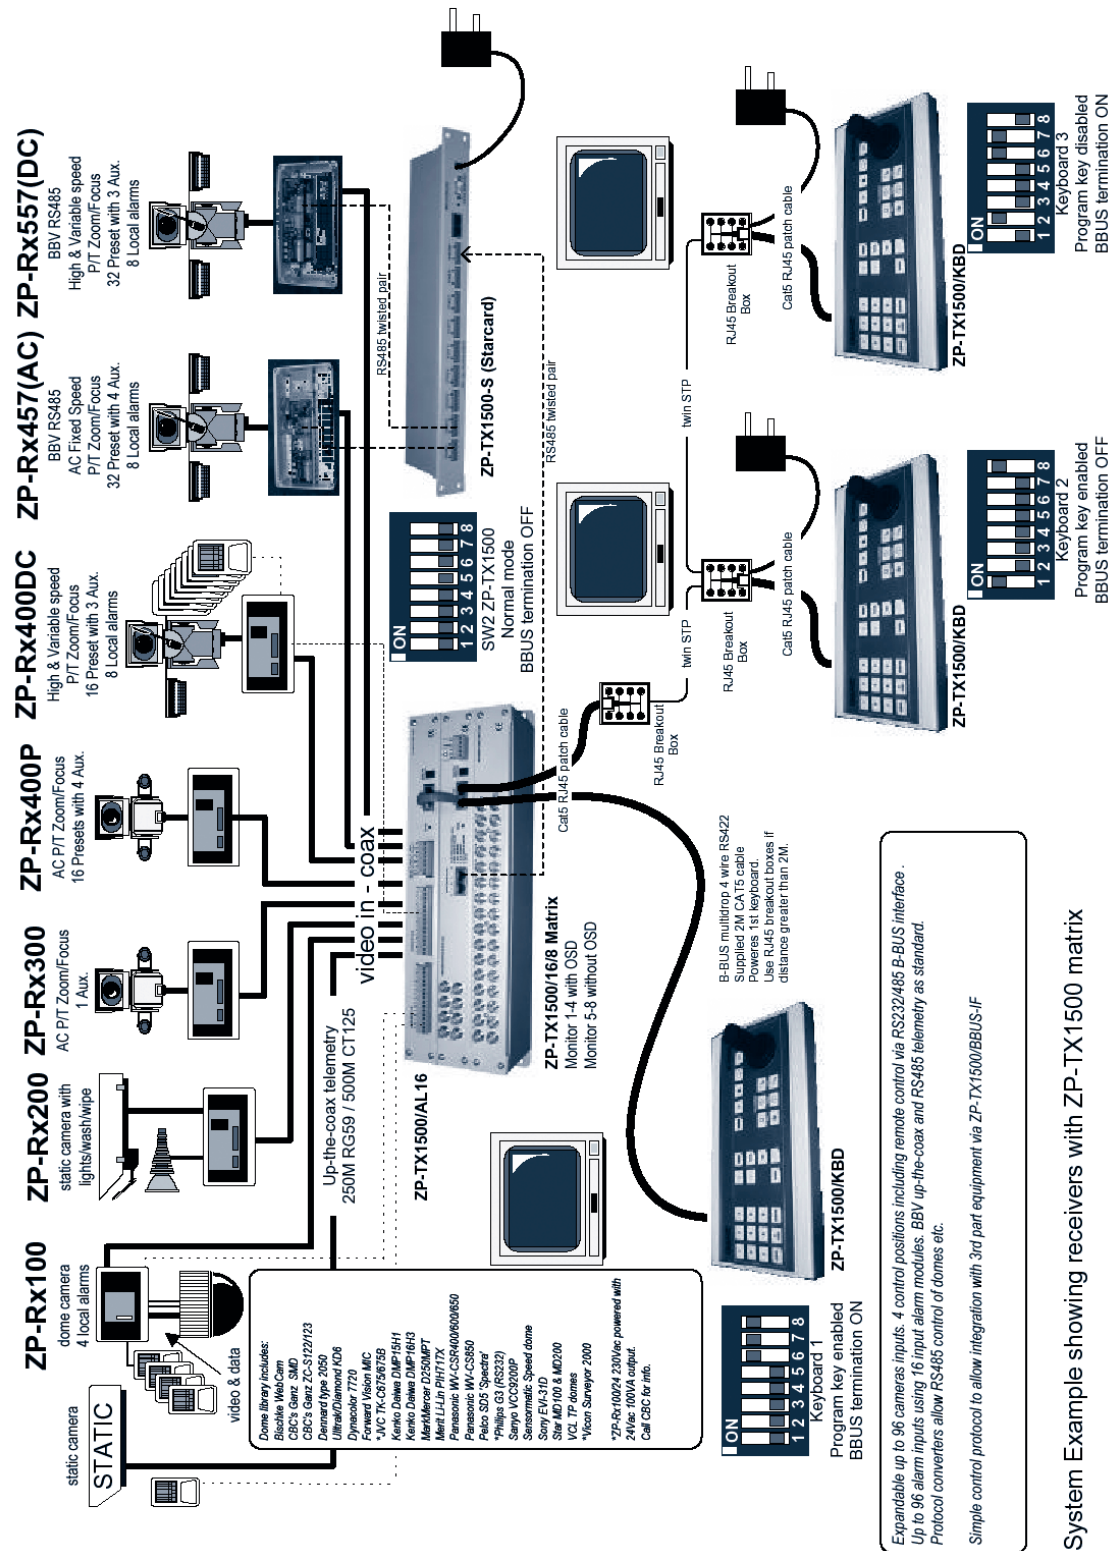 ZP-Rx100
dome camera
4 local alarms
static camera
STATIC
video & data
ZP-Rx200
static camera with
lights/wash/wipe
ZP-Rx300
AC P/T Zoom/Focus
1 Aux.
ZP-Rx400P
AC P/T Zoom/Focus
16 Presets with 4 Aux.
ZP-Rx400DC
High & Variable speed
P/T Zoom/Focus
16 Preset with 3 Aux.
8 Local alarms
ZP-Rx457(AC)
BBV RS485
AC Fixed Speed
P/T Zoom/Focus
32 Preset with 4 Aux.
8 Local alarms
ZP-Rx557(DC)
BBV RS485
High & Variable speed
P/T Zoom/Focus
32 Preset with 3 Aux.
8 Local alarms
Dome library includes:
Bischke WebCam
CBC's Ganz SMD
CBC's Ganz ZC-S122/123
Dennard type 2050
Ultrak/Diamond KD6
Dynacolor 7720
Forward Vision MIC
*JVC TK-C675/675B
Kenko Daiwa DMP15H1
Kenko Daiwa DMP16H3
MarkMercer D250MPT
Merit Li-Lin PIH717X
Panasonic WV-CSR400/600/650
Panasonic WV-CS850
Pelco SD5 'Spectra'
*Philips G3 (RS232)
Sanyo VCC9200P
Sensormatic Speed dome
Sony EVI-31D
Star MD100 & MD200
VCL TP domes
*Vicon Surveyor 2000
*ZP-Rx100/24 230Vac powered with
24Vac 100VA output.
Call CBC for info.
Up-the-coax telemetry
250M RG59 / 500M CT125
video in - coax
RS485 twisted pair
ZP-TX1500/AL16
ZP-TX1500/16/8 Matrix
Monitor 1-4 with OSD
Monitor 5-8 without OSD
ON
1 2 3 4 5 6 7 8
SW2 ZP-TX1500
Normal mode
BBUS termination OFF
ZP-TX1500-S (Starcard)
RS485 twisted pair
Cat5 RJ45 patch cable
RJ45 Breakout
Box
twin STP
twin STP
RJ45 Breakout
Box
Cat5 RJ45 patch cable
RJ45 Breakout
Box
Cat5 RJ45 patch cable
B-BUS multidrop 4 wire RS422
Supplied 2M CAT5 cable
Poweres 1st keyboard.
Use RJ45 breakout boxes if
distance greater than 2M.
ZP-TX1500/KBD
ON
1 2 3 4 5 6 7 8
Keyboard 1
Program key enabled
BBUS termination ON
ZP-TX1500/KBD
ON
1 2 3 4 5 6 7 8
Keyboard 2
Program key enabled
BBUS termination OFF
ZP-TX1500/KBD
ON
1 2 3 4 5 6 7 8
Keyboard 3
Program key disabled
BBUS termination ON
Expandable up to 96 cameras inputs. 4 control positions including remote control via RS232/485 B-BUS interface.
Up to 96 alarm inputs using 16 input alarm modules. BBV up-the-coax and RS485 telemetry as standard.
Protocol converters allow RS485 control of domes etc.
Simple control protocol to allow integration with 3rd part equipment via ZP-TX1500/BBUS-IF
System Example showing receivers with ZP-TX1500 matrix